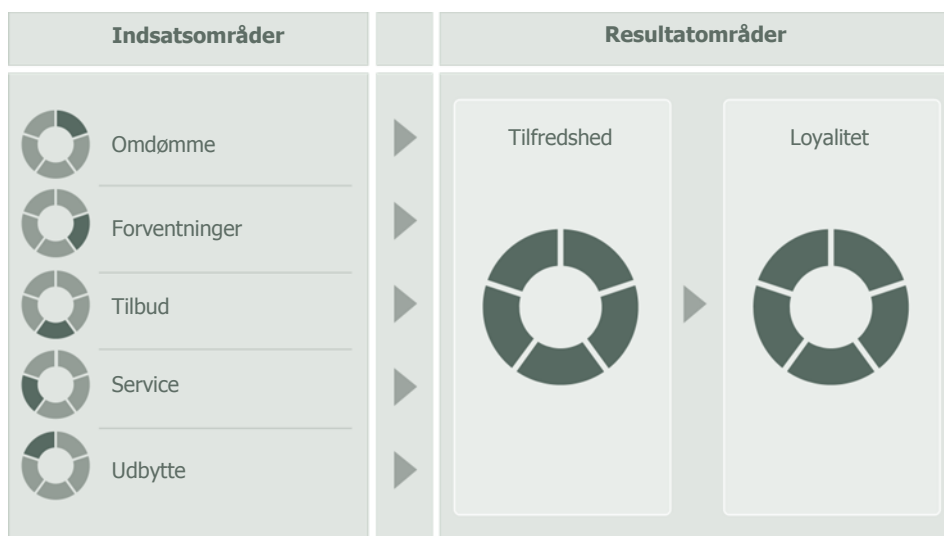 Indsatsområder
Resultatområder
Omdømme
Forventninger
Tilbud
Service
Udbytte
Tilfredshed
Loyalitet